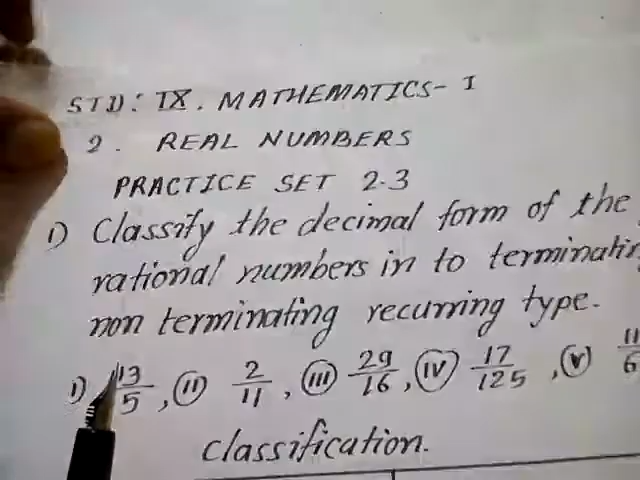 STD: IX. MATHEMATICS- I
2. REAL NUMBERS
PRACTICE SET 2.3
1) Classify the decimal form of the
rational numbers in to terminatin
non terminating recurring type.
1) 13/5, (II) 2/11, (III) 29/16, (IV) 17/125, (V) 11/6
classification.